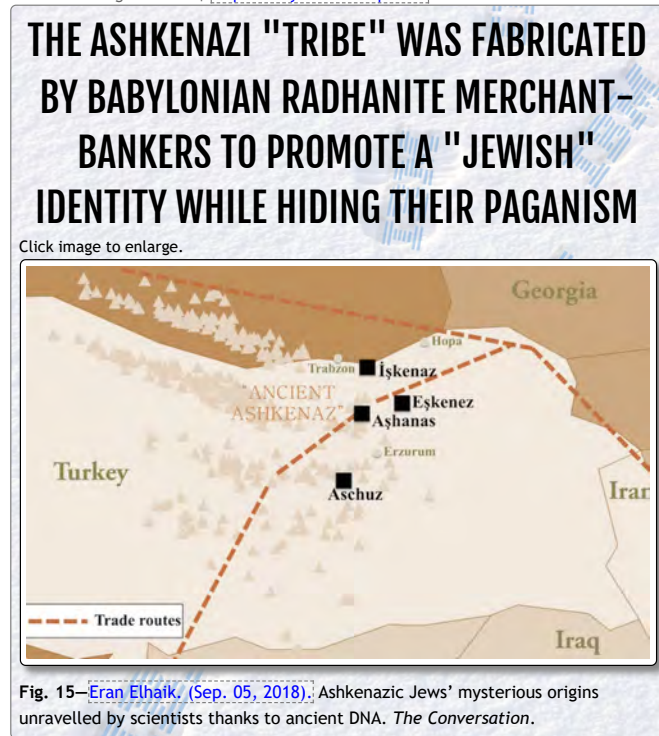 THE ASHKENAZI "TRIBE" WAS FABRICATED
BY BABYLONIAN RADHANITE MERCHANT-
BANKERS TO PROMOTE A "JEWISH"
IDENTITY WHILE HIDING THEIR PAGANISM
Click image to enlarge.
Georgia
Hopa
Trabzon
İşkenaz
"ANCIENT
ASHKENAZ"
Eşkenez
Aşhanas
Erzurum
Turkey
Aschuz
Iran
Trade routes
Iraq
Fig. 15—Eran Elhaik. (Sep. 05, 2018). Ashkenazic Jews’ mysterious origins
unravelled by scientists thanks to ancient DNA. The Conversation.